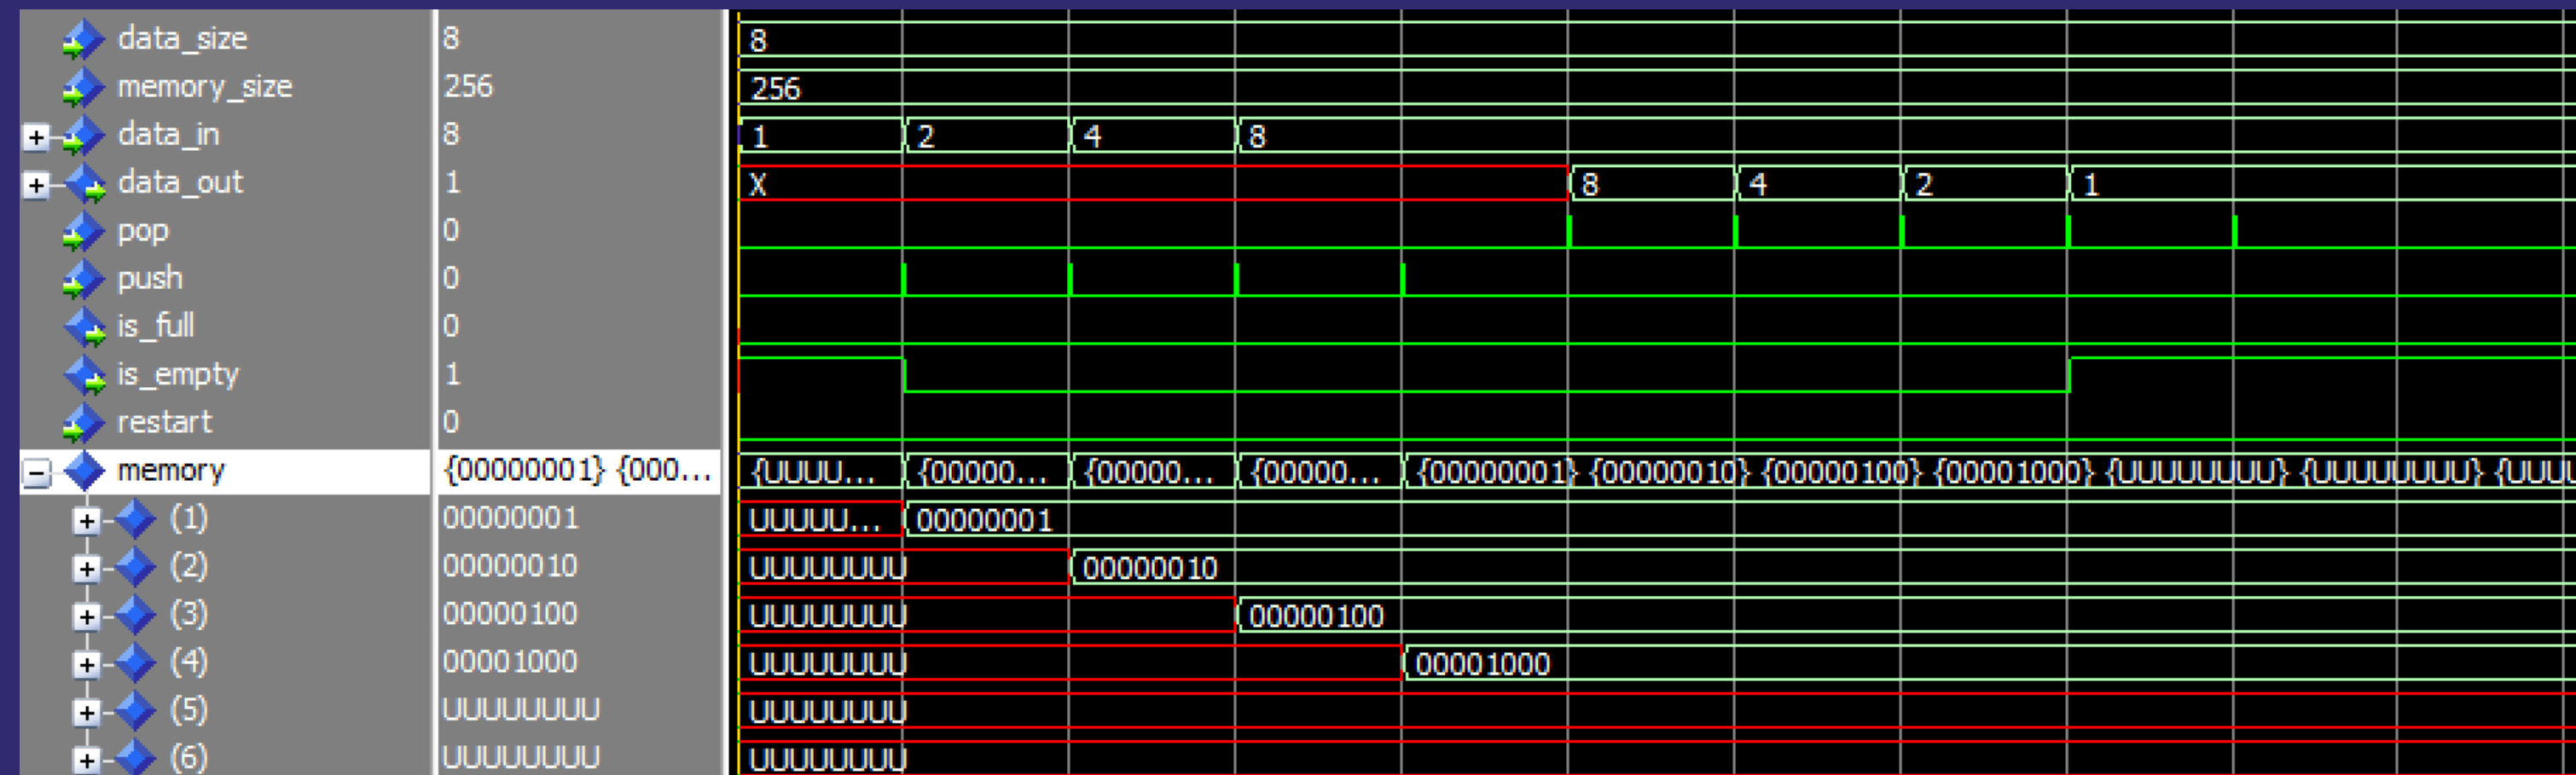 data_size 8 8
memory_size 256 256
data_in 8 1 2 4 8
data_out 1 X 8 4 2 1
pop 0
push 0
is_full 0
is_empty 1
restart 0
memory {00000001} {000... {UUUU... {00000... {00000... {00000... {00000001} {00000010} {00000100} {00001000} {UUUUUUUU} {UUUUUUUU} {UUUU
(1) 00000001 UUUUU... 00000001
(2) 00000010 UUUUUUUU 00000010
(3) 00000100 UUUUUUUU 00000100
(4) 00001000 UUUUUUUU 00001000
(5) UUUUUUUU UUUUUUUU
(6) UUUUUUUU UUUUUUUU